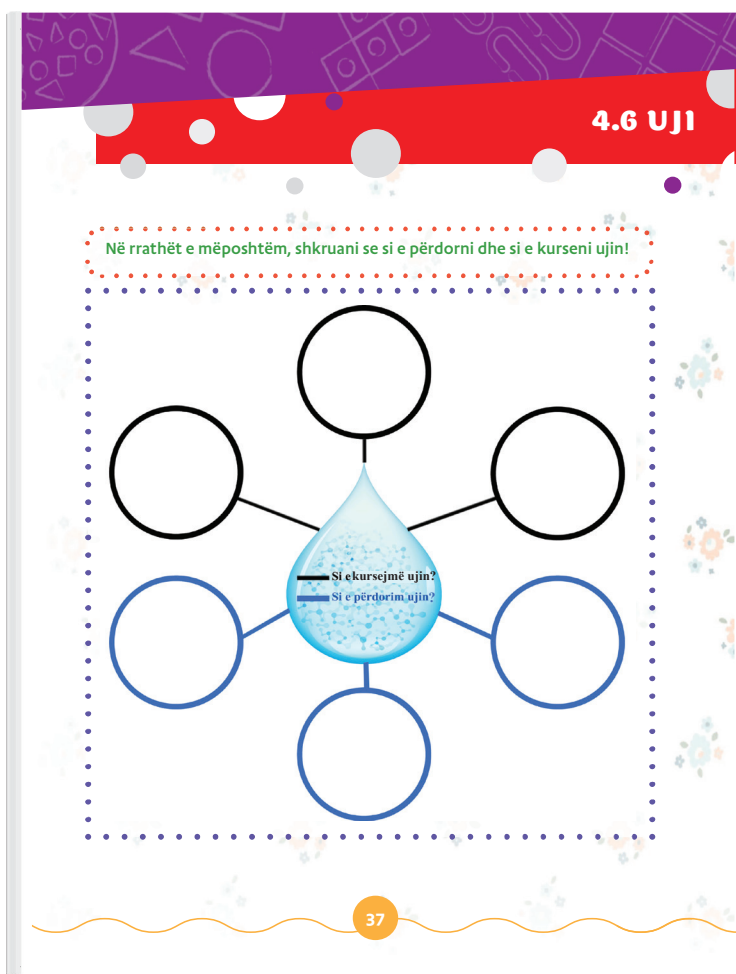 4.6 UJI
Në rrathët e mëposhtëm, shkruani se si e përdorni dhe si e kurseni ujin!
Si e kursejmë ujin?
Si e përdorim ujin?
37